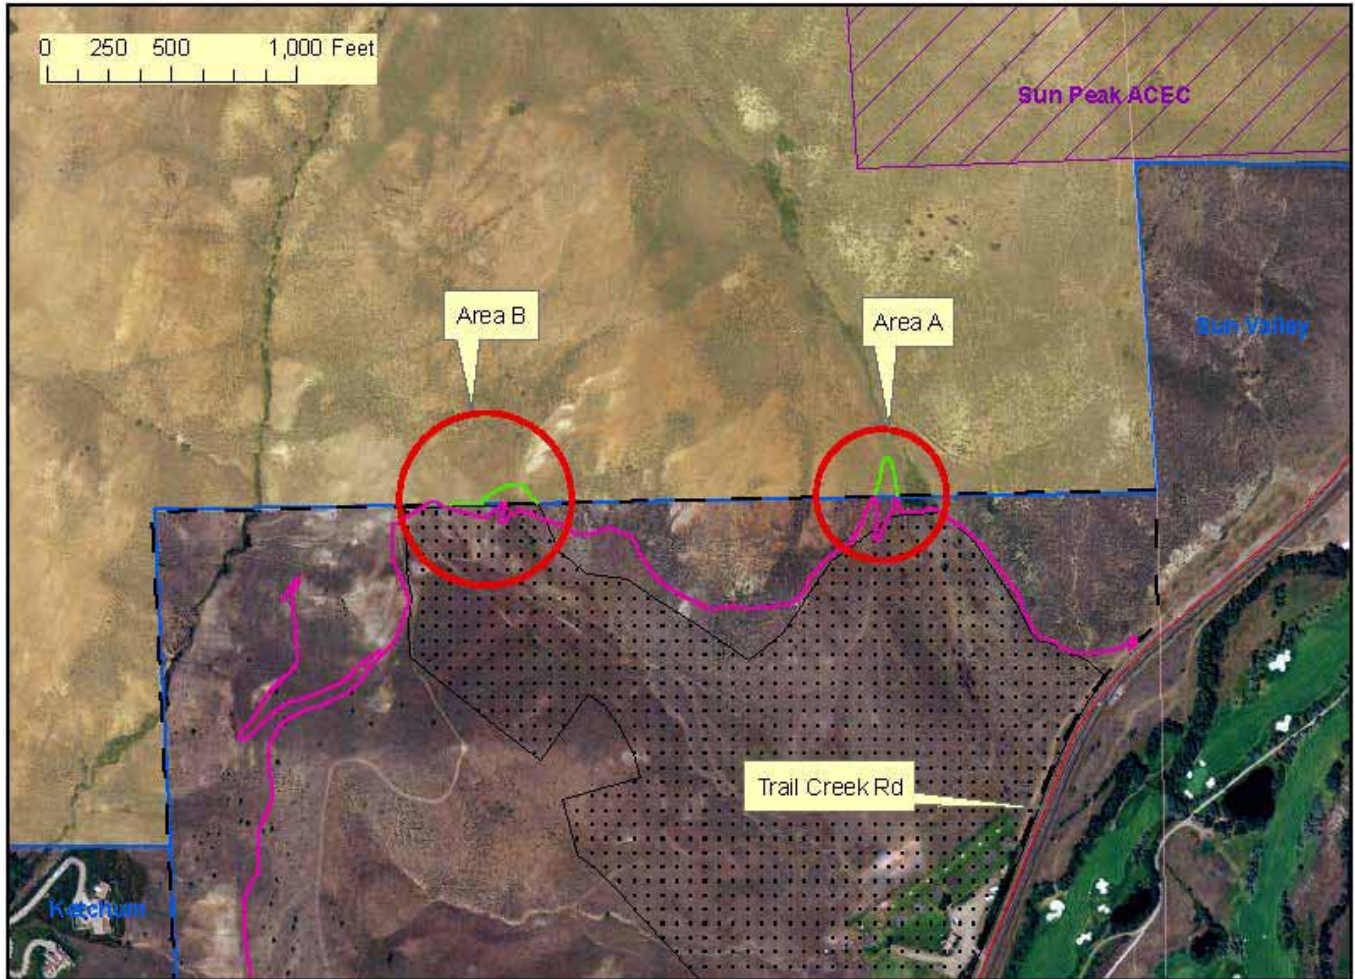 0 250 500 1,000 Feet
Sun Peak ACEC
Area B
Area A
Sun Valley
Trail Creek Rd
Ketchum